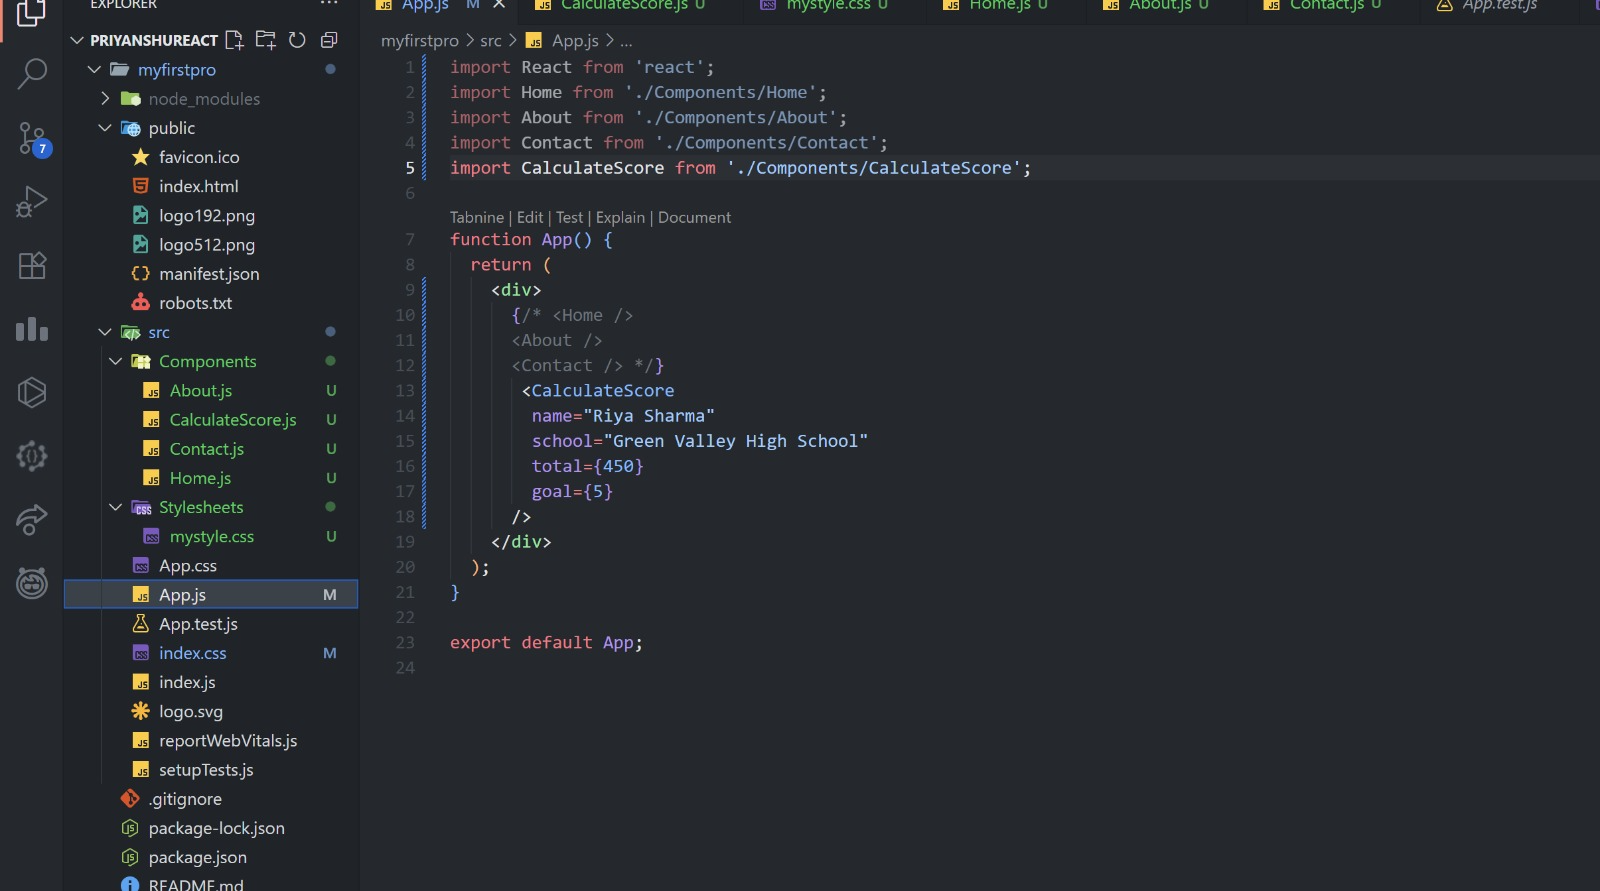 EXPLORER ...
App.js M
CalculateScore.js U
mystyle.css U
Home.js U
About.js U
Contact.js U
App.test.js
PRIYANSHUREACT
myfirstpro
node_modules
public
favicon.ico
index.html
logo192.png
logo512.png
manifest.json
robots.txt
src
Components
About.js U
CalculateScore.js U
Contact.js U
Home.js U
Stylesheets
mystyle.css U
App.css
App.js M
App.test.js
index.css M
index.js
logo.svg
reportWebVitals.js
setupTests.js
.gitignore
package-lock.json
package.json
README.md
7
myfirstpro > src > JS App.js > ...
1 import React from 'react';
2 import Home from './Components/Home';
3 import About from './Components/About';
4 import Contact from './Components/Contact';
5 import CalculateScore from './Components/CalculateScore';
6
Tabnine | Edit | Test | Explain | Document
7 function App() {
8 return (
9 <div>
10 {/* <Home />
11 <About />
12 <Contact /> */}
13 <CalculateScore
14 name="Riya Sharma"
15 school="Green Valley High School"
16 total={450}
17 goal={5}
18 />
19 </div>
20 );
21 }
22
23 export default App;
24